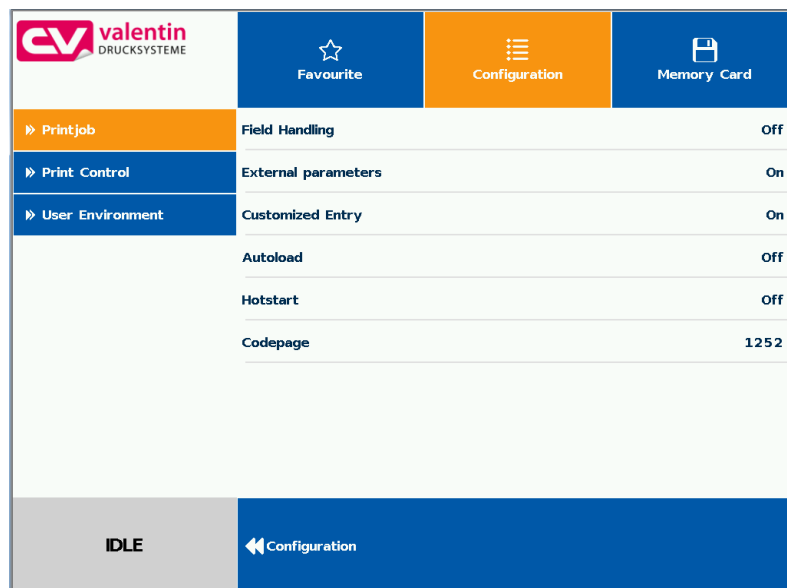 valentin
DRUCKSYSTEME
Favourite
Configuration
Memory Card
Printjob
Print Control
User Environment
Field Handling Off
External parameters On
Customized Entry On
Autoload Off
Hotstart Off
Codepage 1252
IDLE
Configuration